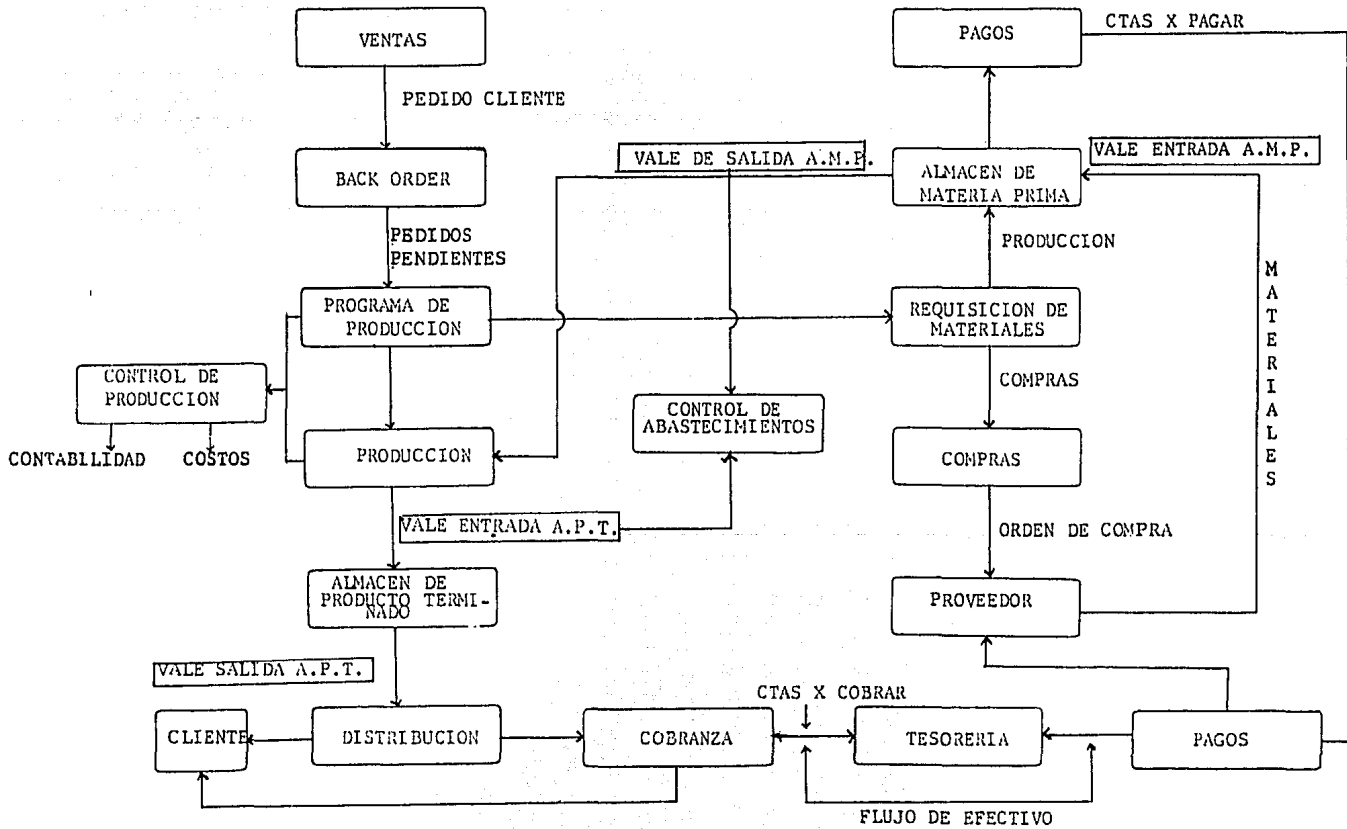 VENTAS
PAGOS
CTAS X PAGAR
PEDIDO CLIENTE
BACK ORDER
VALE DE SALIDA A.M.P.
ALMACEN DE
MATERIA PRIMA
VALE ENTRADA A.M.P.
PEDIDOS
PENDIENTES
PRODUCCION
PROGRAMA DE
PRODUCCION
REQUISICION DE
MATERIALES
MATERIALES
CONTROL DE
PRODUCCION
COMPRAS
CONTROL DE
ABASTECIMIENTOS
CONTABILIDAD
COSTOS
PRODUCCION
COMPRAS
VALE ENTRADA A.P.T.
ORDEN DE COMPRA
ALMACEN DE
PRODUCTO TERMI-
NADO
PROVEEDOR
VALE SALIDA A.P.T.
CTAS X COBRAR
CLIENTE
DISTRIBUCION
COBRANZA
TESORERIA
PAGOS
FLUJO DE EFECTIVO